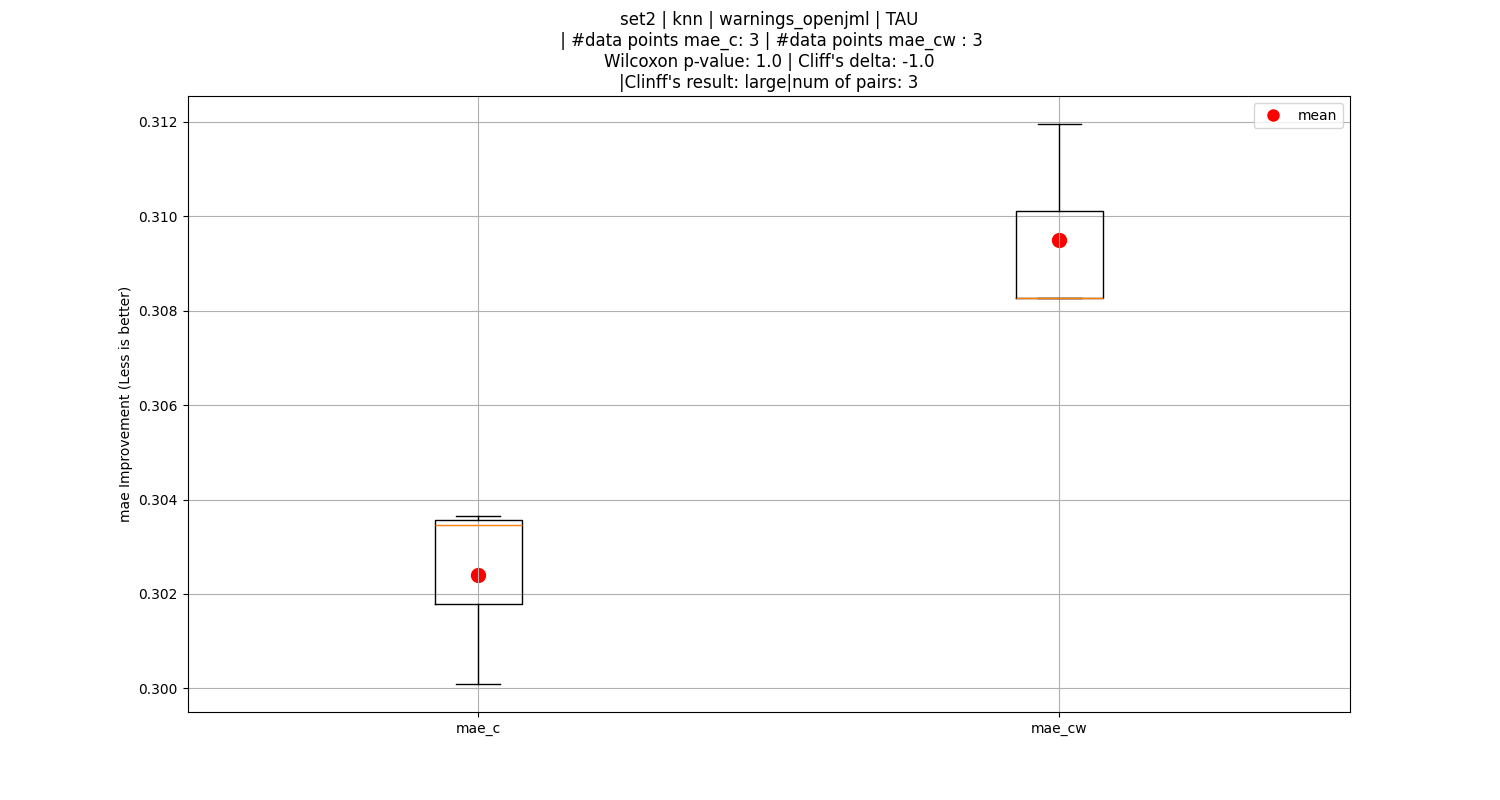 set2 | knn | warnings_openjml | TAU
| #data points mae_c: 3 | #data points mae_cw : 3
Wilcoxon p-value: 1.0 | Cliff's delta: -1.0
|Clinff's result: large|num of pairs: 3
mean
0.312
0.310
0.308
0.306
0.304
0.302
0.300
mae Improvement (Less is better)
mae_c
mae_cw